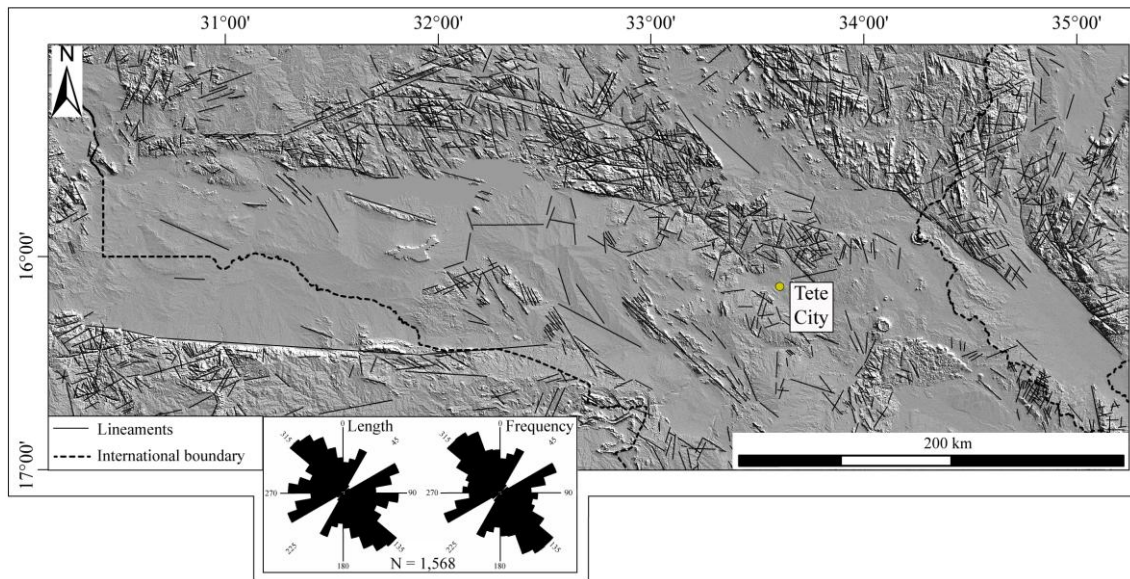 31°00' 32°00' 33°00' 34°00' 35°00'
N
16°00'
Tete
City
Lineaments
International boundary
17°00'
200 km
Length
Frequency
0
45
90
135
180
225
270
315
0
45
90
135
180
225
270
315
N = 1,568